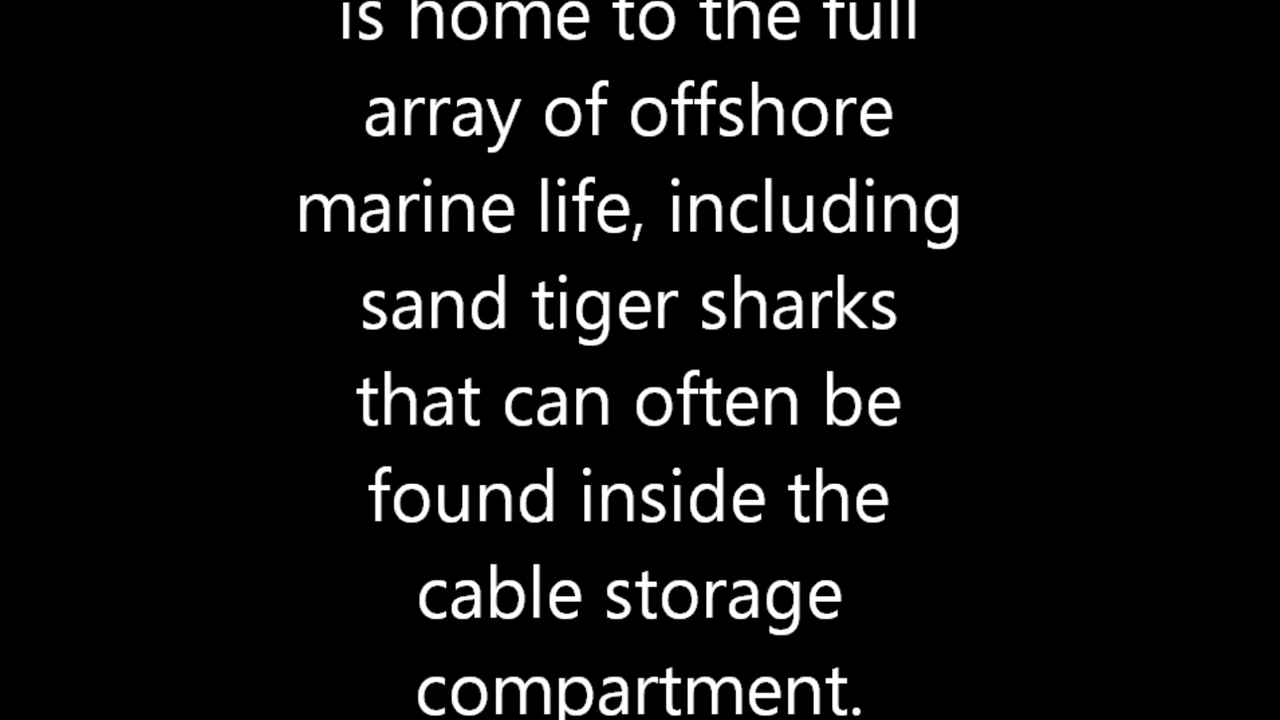 is home to the full
array of offshore
marine life, including
sand tiger sharks
that can often be
found inside the
cable storage
compartment.